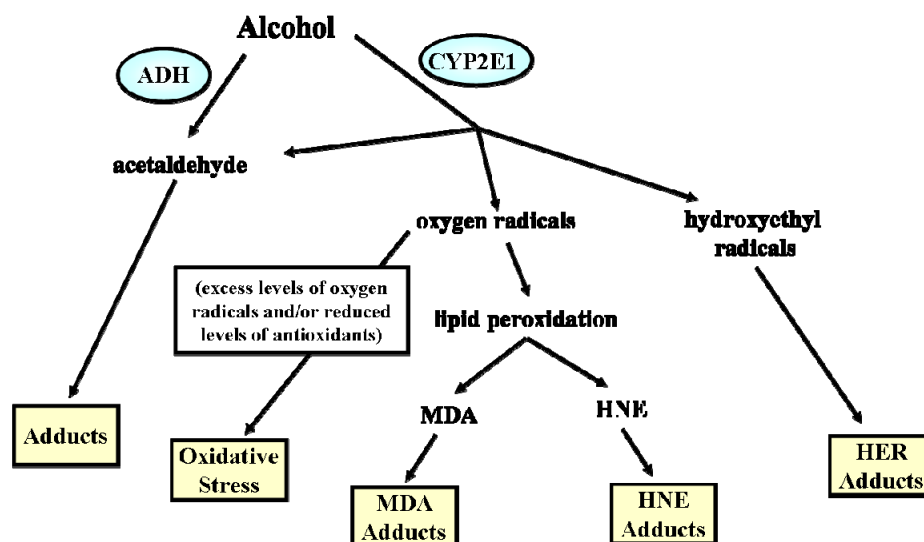 Alcohol
ADH
CYP2E1
acetaldehyde
oxygen radicals
hydroxycthyl
radicals
(excess levels of oxygen
radicals and/or reduced
levels of antioxidants)
lipid peroxidation
MDA
HNE
Adducts
Oxidative
Stress
MDA
Adducts
HNE
Adducts
HER
Adducts